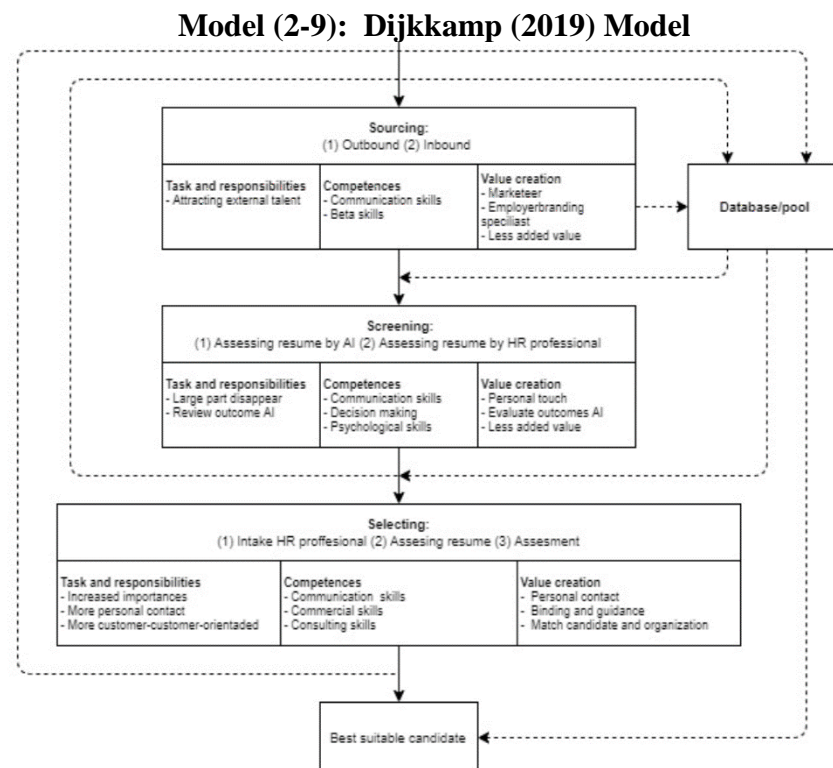 Model (2-9): Dijkkamp (2019) Model
Sourcing:
(1) Outbound (2) Inbound
Task and responsibilities
- Attracting external talent
Competences
- Communication skills
- Beta skills
Value creation
- Marketeer
- Employerbranding
speciliast
- Less added value
Database/pool
Screening:
(1) Assessing resume by AI (2) Assessing resume by HR professional
Task and responsibilities
- Large part disappear
- Review outcome AI
Competences
- Communication skills
- Decision making
- Psychological skills
Value creation
- Personal touch
- Evaluate outcomes AI
- Less added value
Selecting:
(1) Intake HR proffesional (2) Assesing resume (3) Assesment
Task and responsibilities
- Increased importances
- More personal contact
- More customer-customer-orientaded
Competences
- Communication skills
- Commercial skills
- Consulting skills
Value creation
- Personal contact
- Binding and guidance
- Match candidate and organization
Best suitable candidate